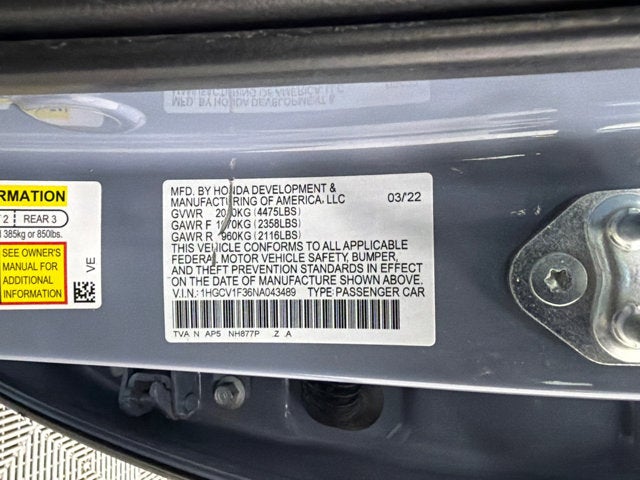 MFD. BY HONDA DEVELOPMENT &
MANUFACTURING OF AMERICA, LLC 03/22
GVWR KG (4475LBS)
GAWR F KG (2358LBS)
GAWR R 960KG (2116LBS)
THIS VEHICLE CONFORMS TO ALL APPLICABLE
FEDERAL MOTOR VEHICLE SAFETY, BUMPER,
AND THEFT PREVENTION STANDARDS IN EFFECT
ON THE DATE OF MANUFACTURE SHOWN ABOVE.
V.I.N.: 1HGCV1F36NA043489 TYPE: PASSENGER CAR
TVA N AP5 NH877P Z A
2 REAR 3
385kg or 850lbs.
SEE OWNER'S
MANUAL FOR
ADDITIONAL
INFORMATION
VE